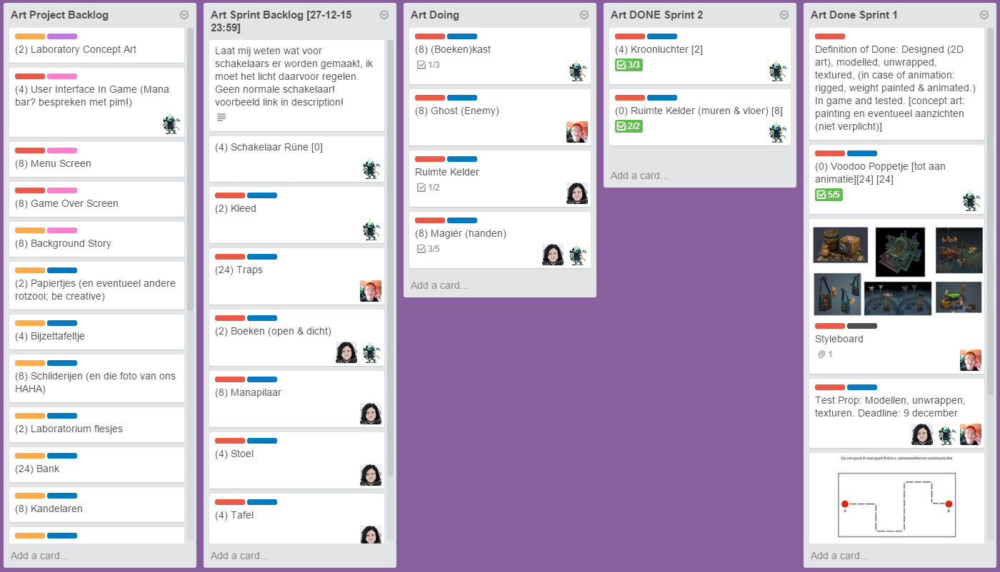 Art Project Backlog
(2) Laboratory Concept Art
(4) User Interface In Game (Mana
bar? bespreken met pim!)
(8) Menu Screen
(8) Game Over Screen
(8) Background Story
(2) Papiertjes (en eventueel andere
rotzooi; be creative)
(4) Bijzettafeltje
(8) Schilderijen (en die foto van ons
HAHA)
(2) Laboratorium flesjes
(24) Bank
(8) Kandelaren
Add a card…
Art Sprint Backlog [27-12-15
23:59]
Laat mij weten wat voor
schakelaars er worden gemaakt, ik
moet het licht daarvoor regelen.
Geen normale schakelaar!
voorbeeld link in description!
(4) Schakelaar Rüne [0]
(2) Kleed
(24) Traps
(2) Boeken (open & dicht)
(8) Manapilaar
(4) Stoel
(4) Tafel
Add a card…
Art Doing
(8) (Boeken)kast
1/3
(8) Ghost (Enemy)
Ruimte Kelder
1/2
(8) Magiër (handen)
3/5
Add a card…
Art DONE Sprint 2
(4) Kroonluchter [2]
3/3
(0) Ruimte Kelder (muren & vloer) [8]
2/2
Add a card…
Art Done Sprint 1
Definition of Done: Designed (2D
art), modelled, unwrapped,
textured, (in case of animation:
rigged, weight painted & animated.)
In game and tested. [concept art:
painting en eventueel aanzichten
(niet verplicht)]
(0) Voodoo Poppetje [tot aan
animatie][24] [24]
5/5
Styleboard
1
Test Prop: Modellen, unwrappen,
texturen. Deadline: 9 december
Ga van punt A naar punt B d.m.v. samenwerken en communicatie
A
B
Add a card…